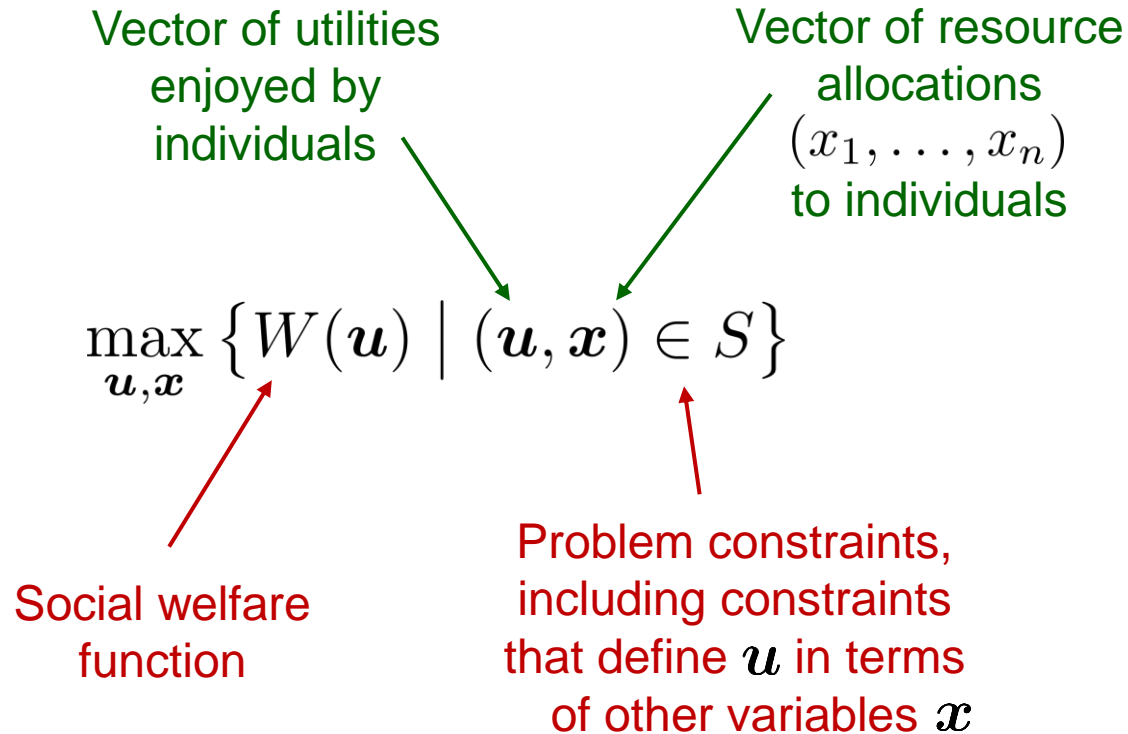 Vector of utilities
enjoyed by
individuals
Vector of resource
allocations
(x₁, . . . , xₙ)
to individuals
max {W(u) | (u, x) ∈ S}
u,x
Social welfare
function
Problem constraints,
including constraints
that define u in terms
of other variables x